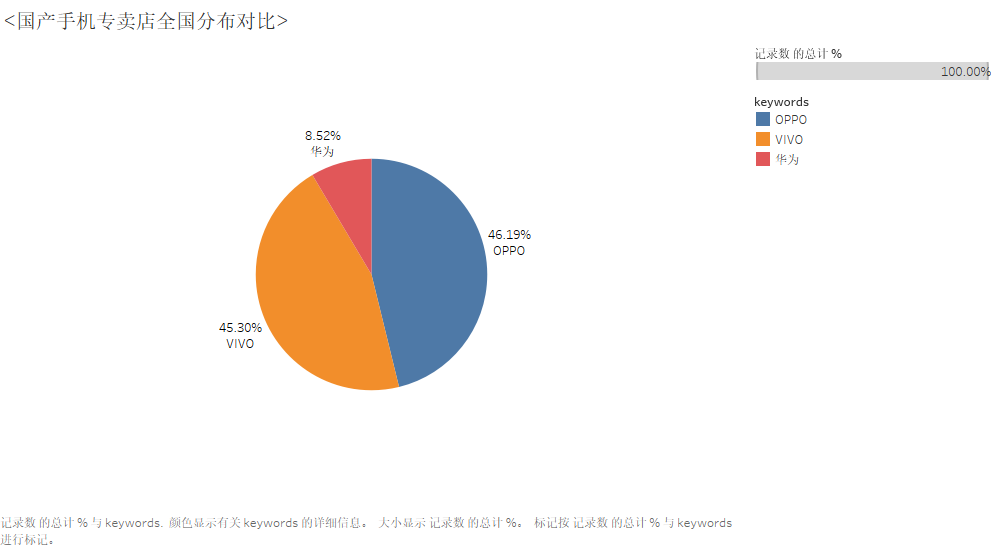 <国产手机专卖店全国分布对比>
记录数 的总计 %
100.00%
keywords
OPPO
VIVO
华为
8.52%
华为
46.19%
OPPO
45.30%
VIVO
记录数 的总计 % 与 keywords. 颜色显示有关 keywords 的详细信息。 大小显示 记录数 的总计 %。 标记按 记录数 的总计 % 与 keywords
进行标记。